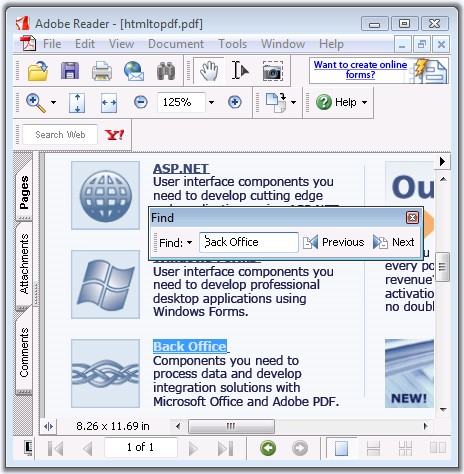 Adobe Reader - [htmltopdf.pdf]
File Edit View Document Tools Window Help
Want to create online
forms?
125%
Help
Search Web Y!
Pages
Attachments
Comments
ASP.NET
User interface components you
need to develop cutting edge
Find
Find: Back Office Previous Next
User interface components you
need to develop professional
desktop applications using
Windows Forms.
Back Office
Components you need to
process data and develop
integration solutions with
Microsoft Office and Adobe PDF.
Ou
every po
revenue'
activatio
no doubl
NEW!
8.26 x 11.69 in
1 of 1